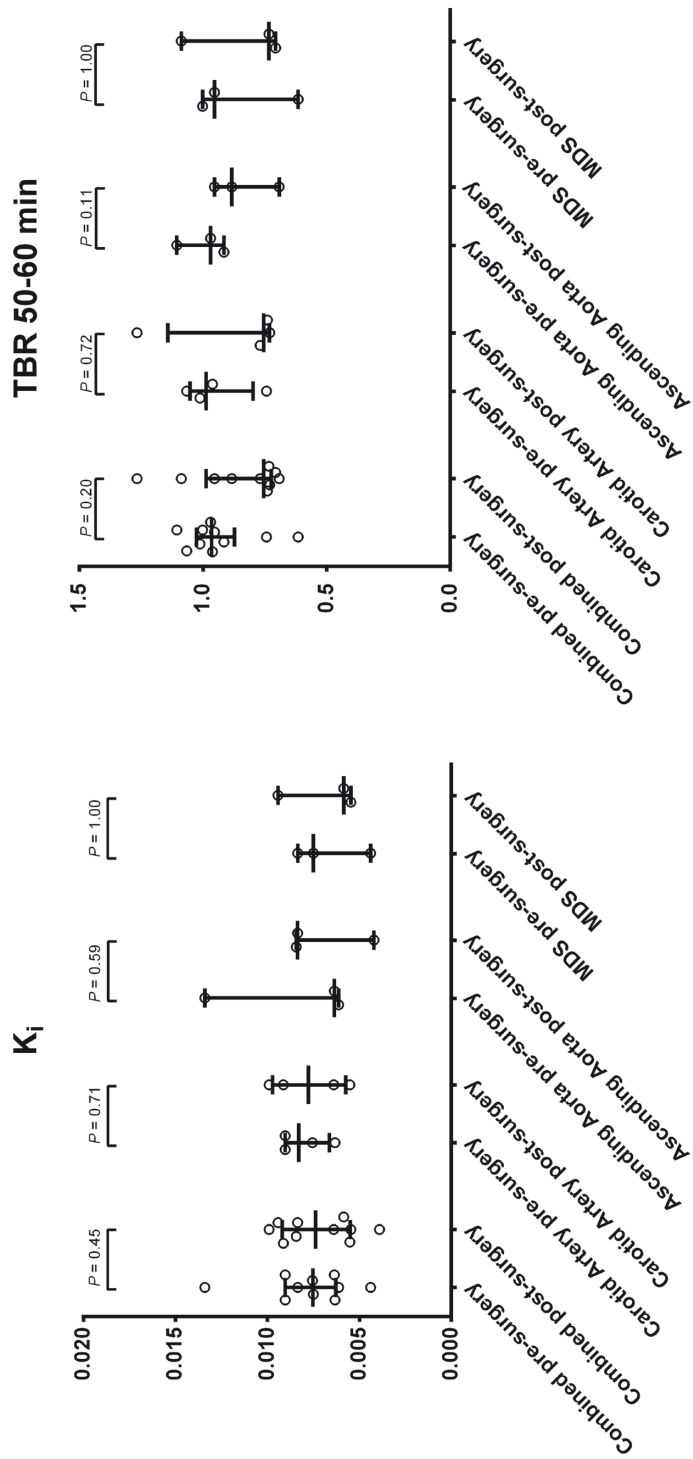 Kᵢ
0.020
0.015
0.010
0.005
0.000
P = 0.45
P = 0.71
P = 0.59
P = 1.00
Combined pre-surgery
Combined post-surgery
Carotid Artery pre-surgery
Carotid Artery post-surgery
Ascending Aorta pre-surgery
Ascending Aorta post-surgery
MDS pre-surgery
MDS post-surgery
TBR 50-60 min
1.5
1.0
0.5
0.0
P = 0.20
P = 0.72
P = 0.11
P = 1.00
Combined pre-surgery
Combined post-surgery
Carotid Artery pre-surgery
Carotid Artery post-surgery
Ascending Aorta pre-surgery
Ascending Aorta post-surgery
MDS pre-surgery
MDS post-surgery